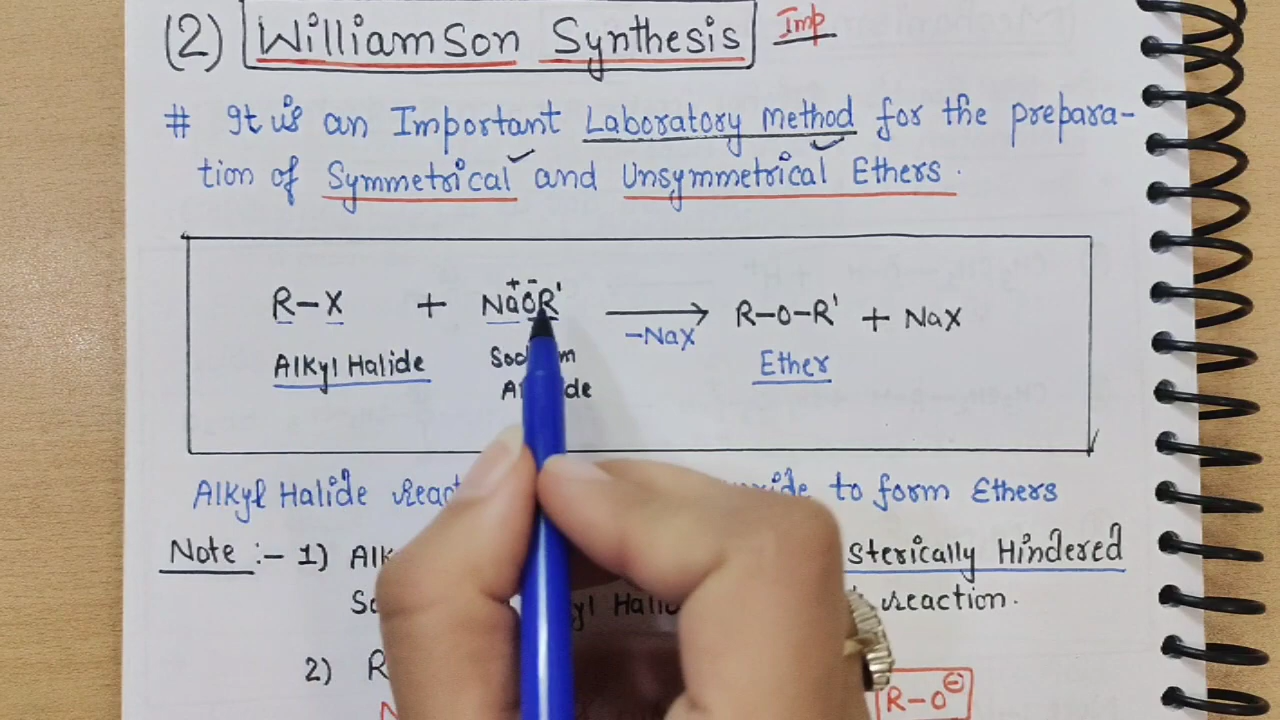 (2) Williamson Synthesis Imp
# It is an Important Laboratory method for the prepara-
tion of Symmetrical and Unsymmetrical Ethers.
R-X + Na⁺O⁻R' → R-O-R' + NaX
-NaX
Alkyl Halide Ether
Alkyl Halide to form Ethers
Note :- 1) Sterically Hindered
reaction.
2) R
R-O⊖